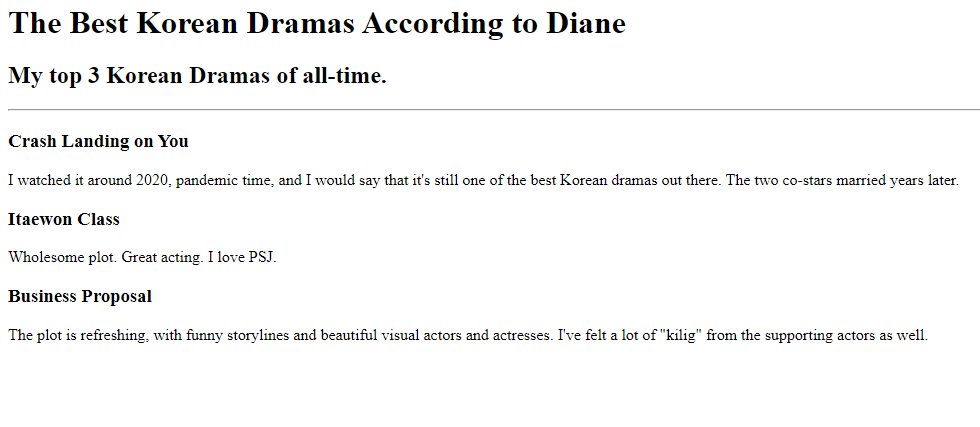 The Best Korean Dramas According to Diane
My top 3 Korean Dramas of all-time.
Crash Landing on You
I watched it around 2020, pandemic time, and I would say that it's still one of the best Korean dramas out there. The two co-stars married years later.
Itaewon Class
Wholesome plot. Great acting. I love PSJ.
Business Proposal
The plot is refreshing, with funny storylines and beautiful visual actors and actresses. I've felt a lot of "kilig" from the supporting actors as well.